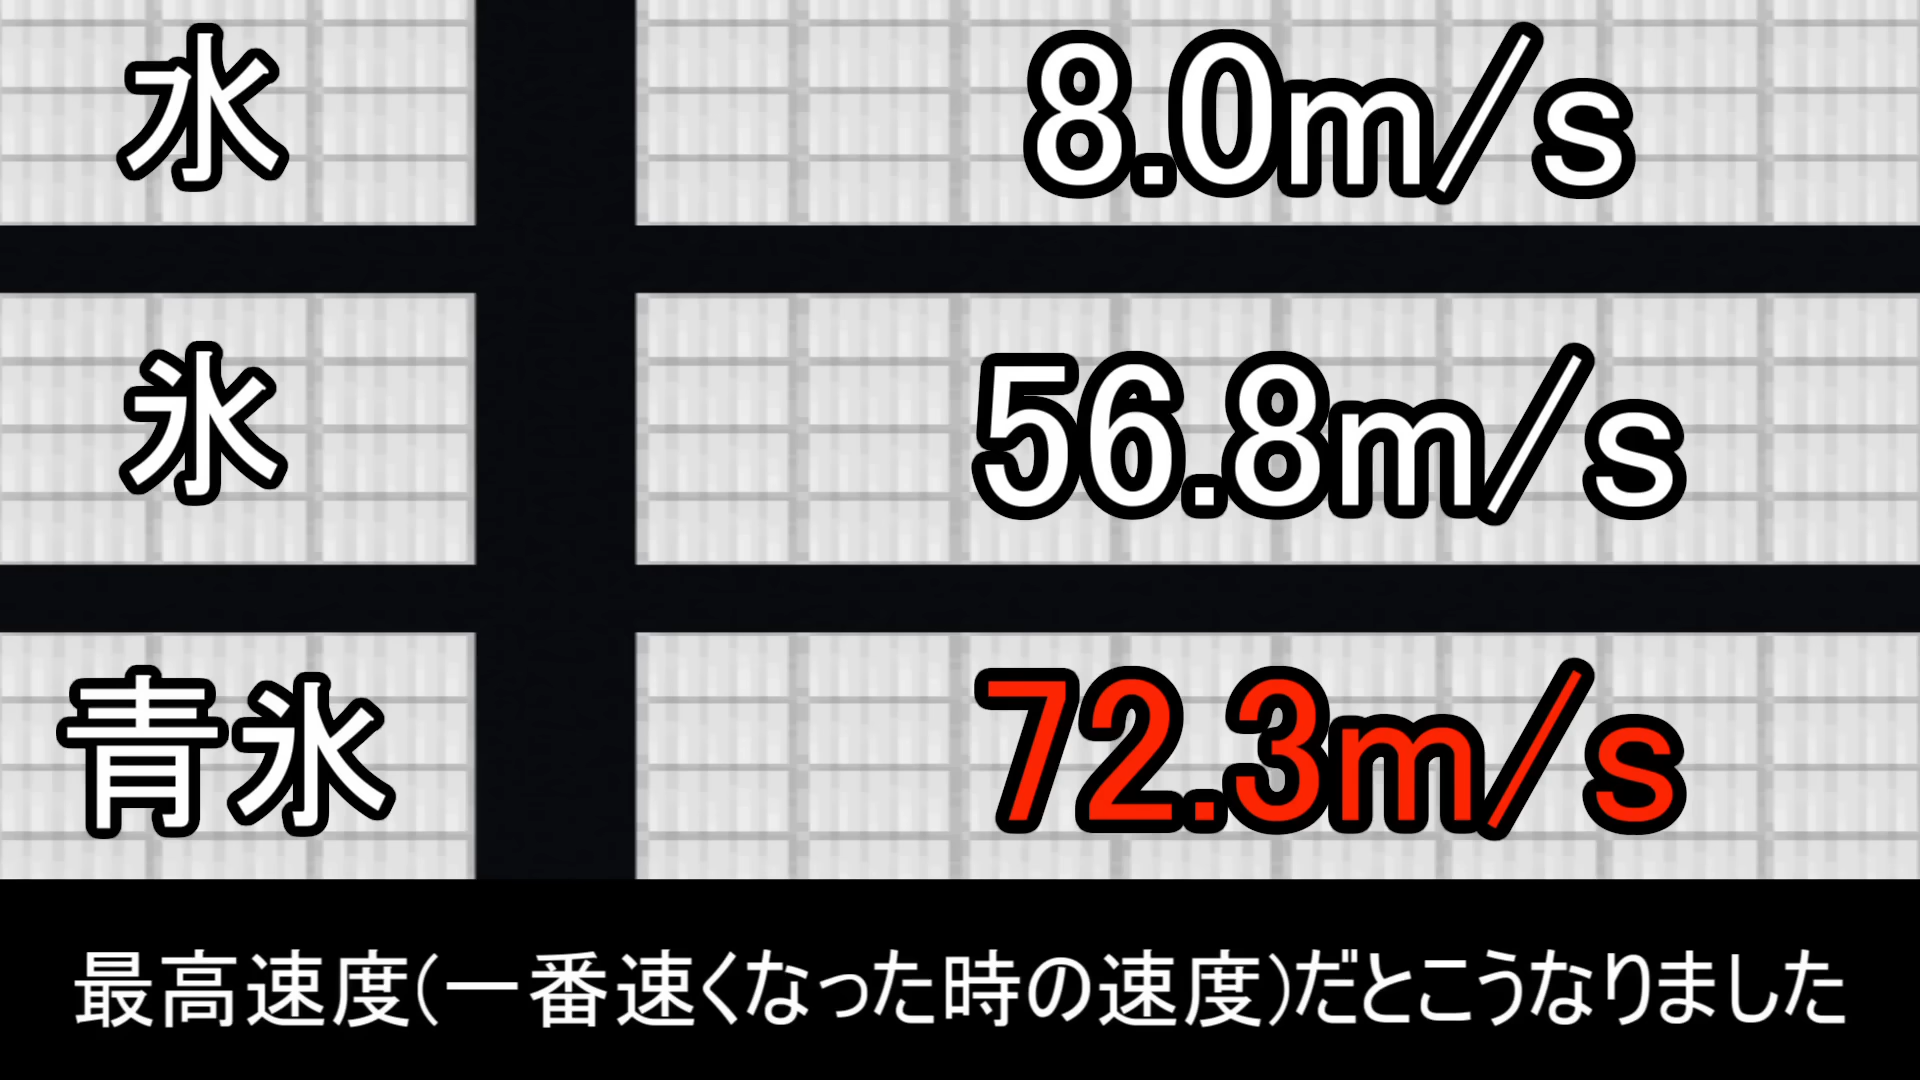 水 8.0m/s
氷 56.8m/s
青氷 72.3m/s
最高速度(一番速くなった時の速度)だとこうなりました